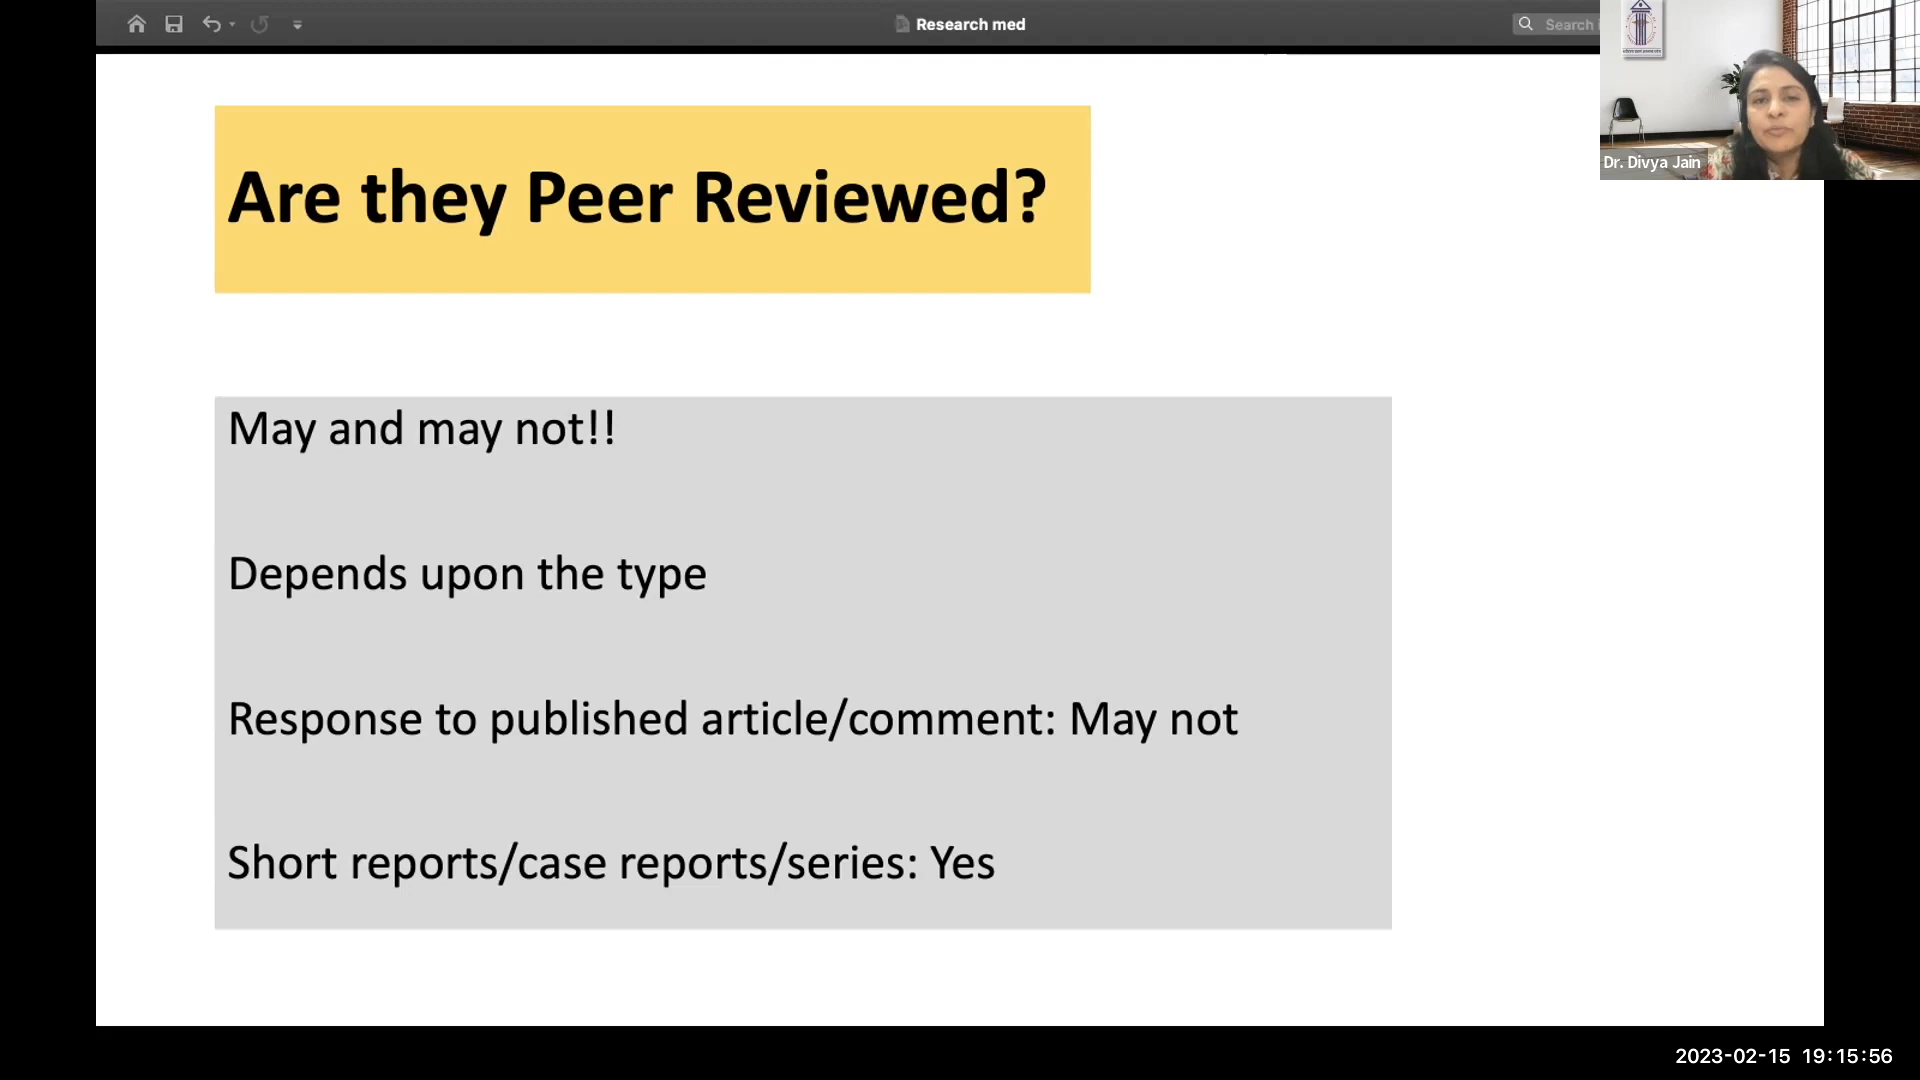 Research med
Search
Dr. Divya Jain
Are they Peer Reviewed?
May and may not!!
Depends upon the type
Response to published article/comment: May not
Short reports/case reports/series: Yes
2023-02-15 19:15:56